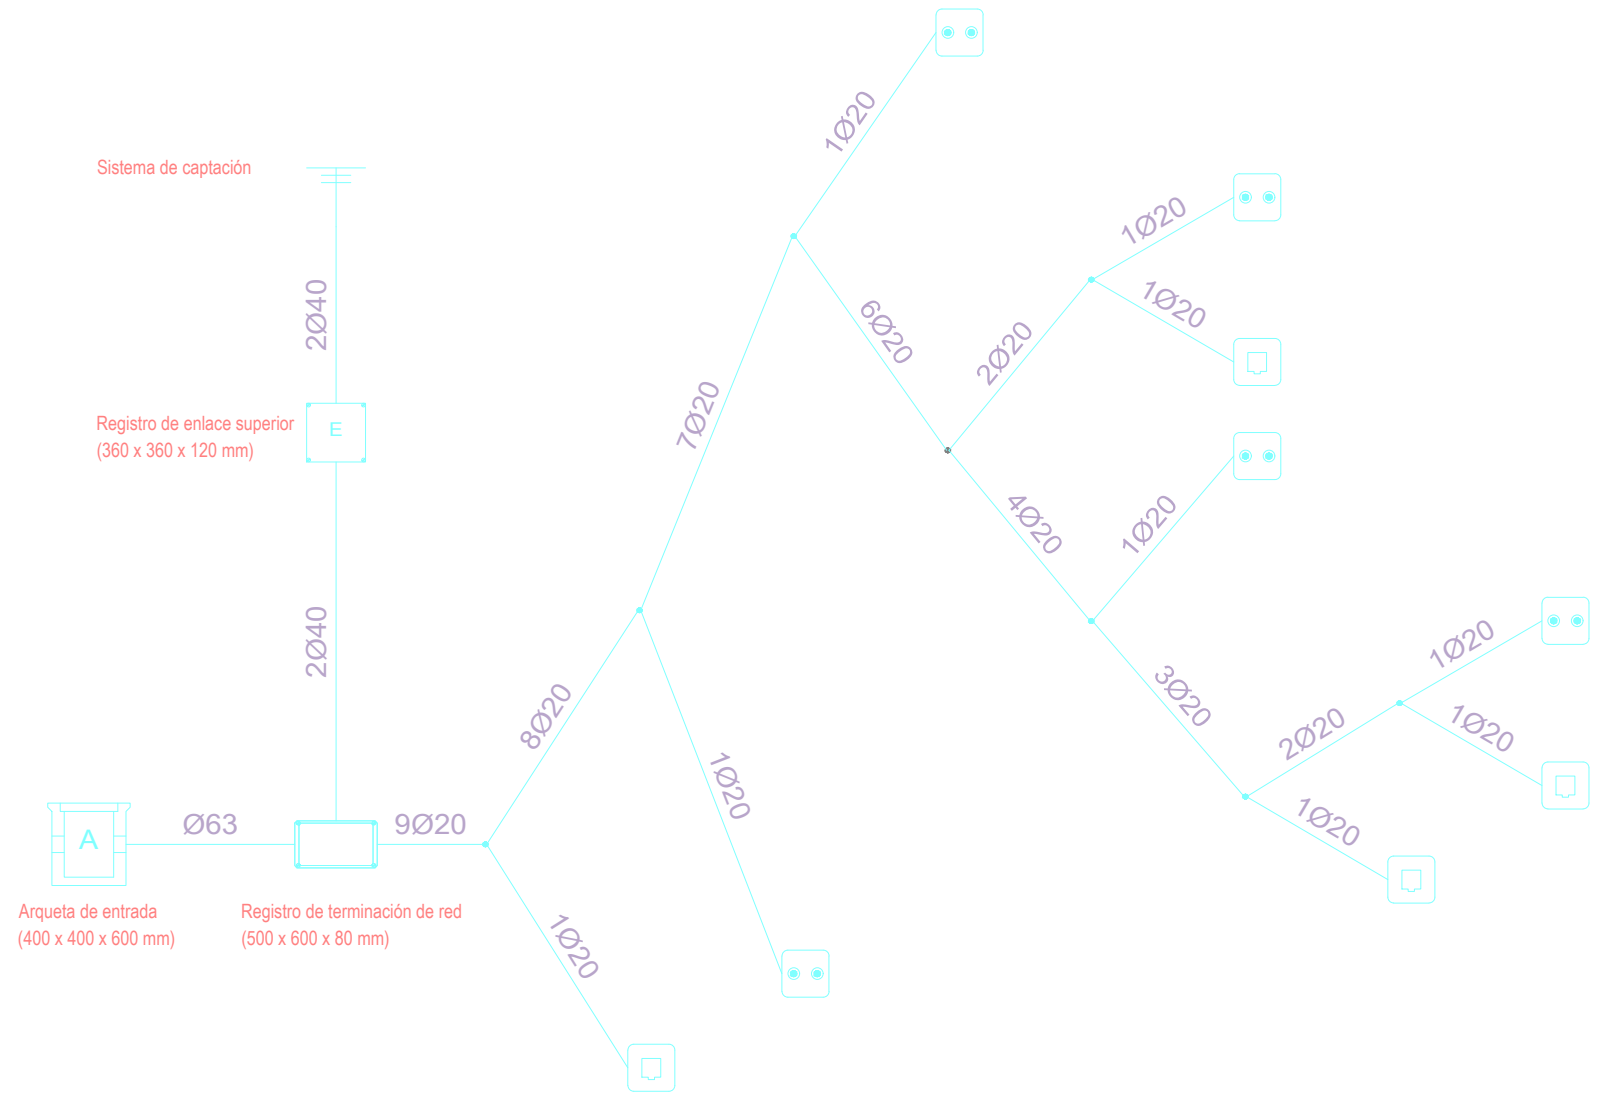 1Ø20
Sistema de captación
1Ø20
1Ø20
2Ø40
6Ø20
2Ø20
7Ø20
Registro de enlace superior
(360 x 360 x 120 mm)
E
4Ø20
1Ø20
2Ø40
8Ø20
3Ø20
1Ø20
2Ø20
1Ø20
1Ø20
1Ø20
A
Ø63
9Ø20
Arqueta de entrada
(400 x 400 x 600 mm)
Registro de terminación de red
(500 x 600 x 80 mm)
1Ø20